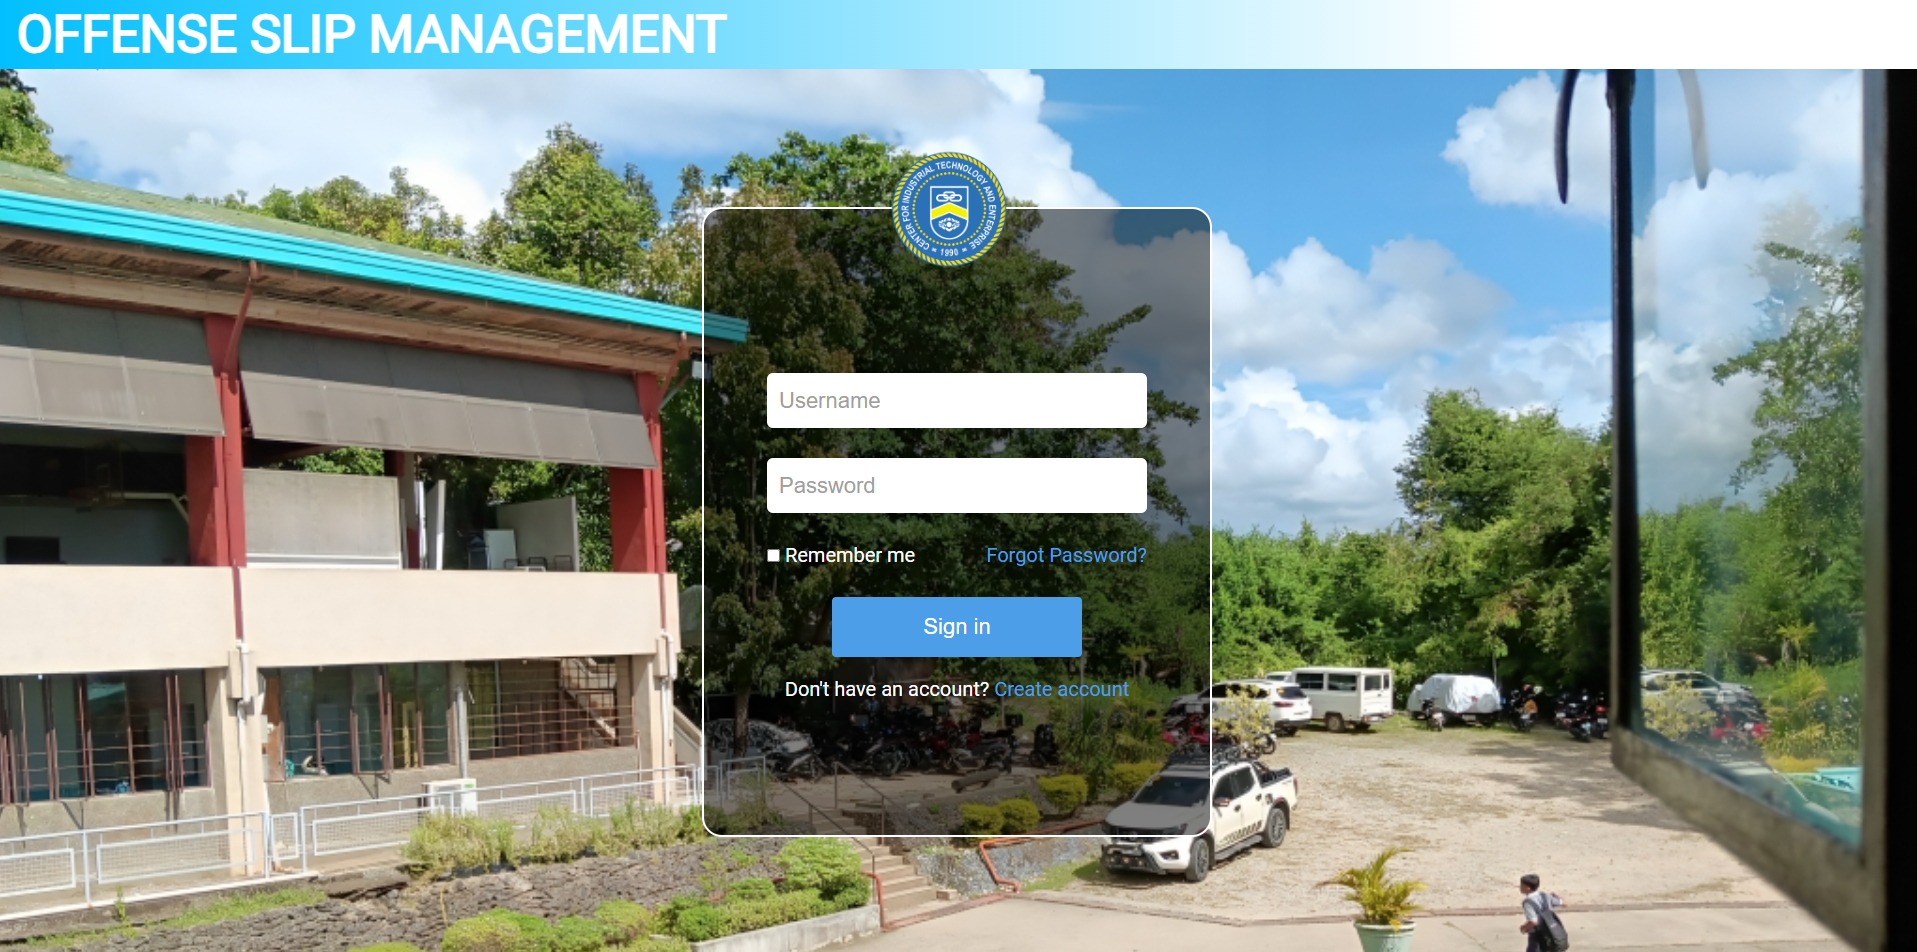 OFFENSE SLIP MANAGEMENT
CENTER FOR INDUSTRIAL TECHNOLOGY AND ENTERPRISE
1990
Username
Password
Remember me
Forgot Password?
Sign in
Don't have an account? Create account